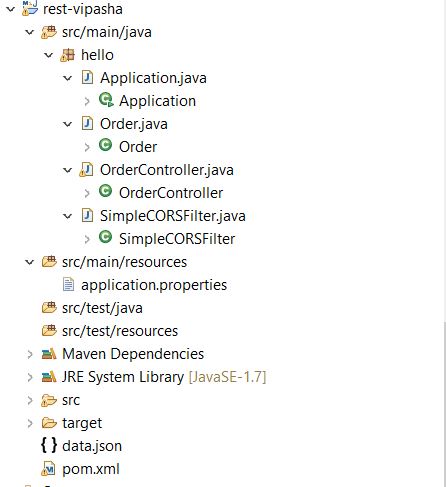 rest-vipasha
src/main/java
hello
Application.java
Application
Order.java
Order
OrderController.java
OrderController
SimpleCORSFilter.java
SimpleCORSFilter
src/main/resources
application.properties
src/test/java
src/test/resources
Maven Dependencies
JRE System Library [JavaSE-1.7]
src
target
data.json
pom.xml